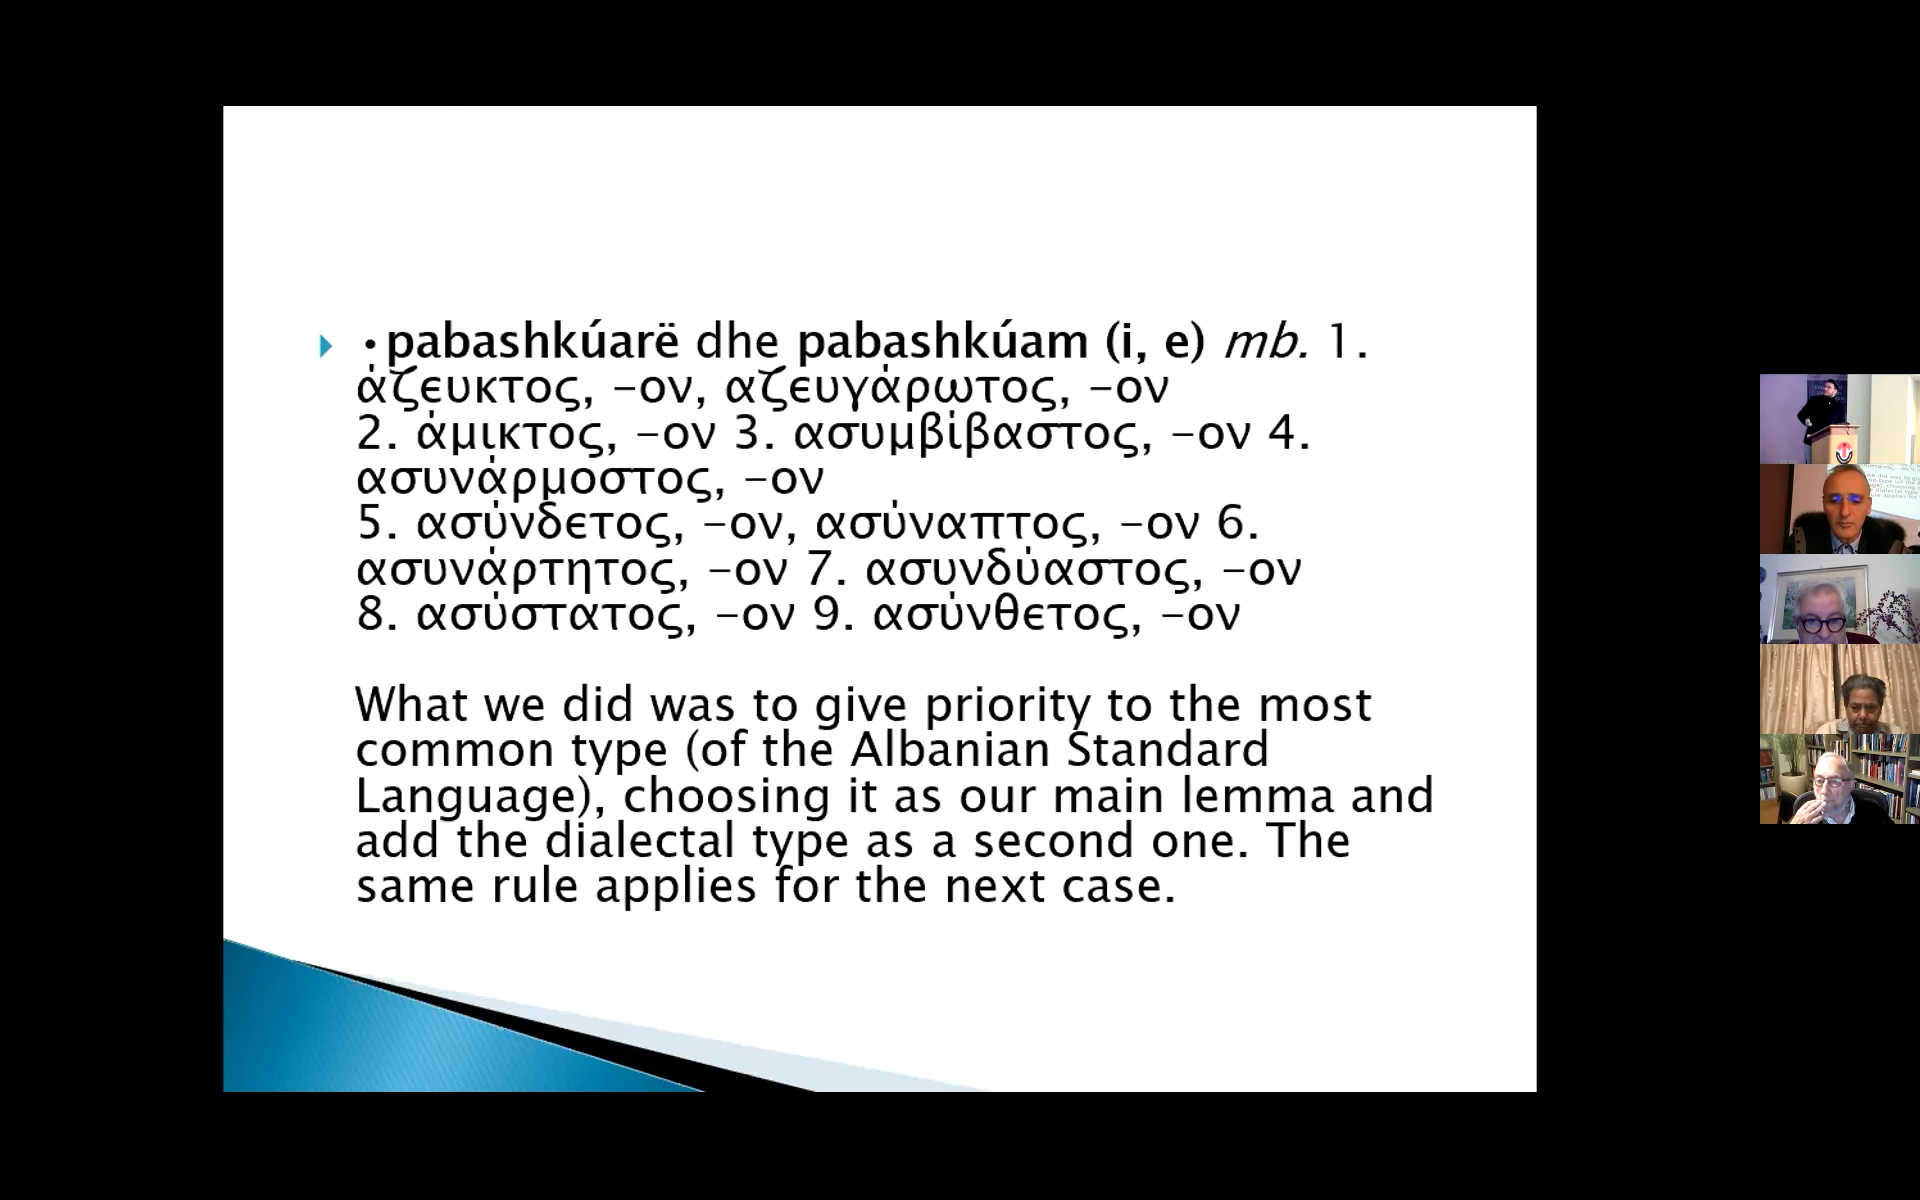 • pabashkúarë dhe pabashkúam (i, e) mb. 1.
άζευκτος, –ον, αζευγάρωτος, –ον
2. άμικτος, –ον 3. ασυμβίβαστος, –ον 4.
ασυνάρμοστος, –ον
5. ασύνδετος, –ον, ασύναπτος, –ον 6.
ασυνάρτητος, –ον 7. ασυνδύαστος, –ον
8. ασύστατος, –ον 9. ασύνθετος, –ον
What we did was to give priority to the most
common type (of the Albanian Standard
Language), choosing it as our main lemma and
add the dialectal type as a second one. The
same rule applies for the next case.